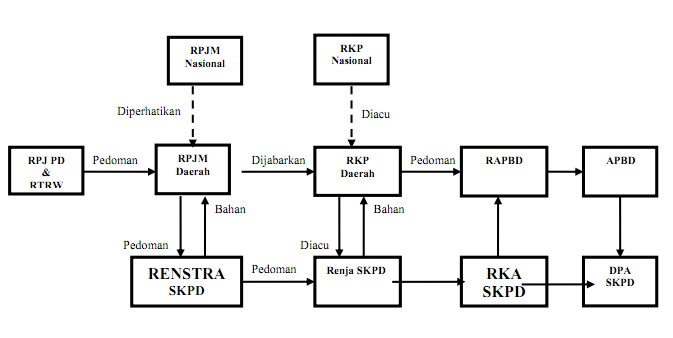 RPJM
Nasional
RKP
Nasional
Diperhatikan
Diacu
RPJ PD
&
RTRW
Pedoman
RPJM
Daerah
Dijabarkan
RKP
Daerah
Pedoman
RAPBD
APBD
Pedoman
Bahan
Diacu
Bahan
RENSTRA
SKPD
Pedoman
Renja SKPD
RKA
SKPD
DPA
SKPD